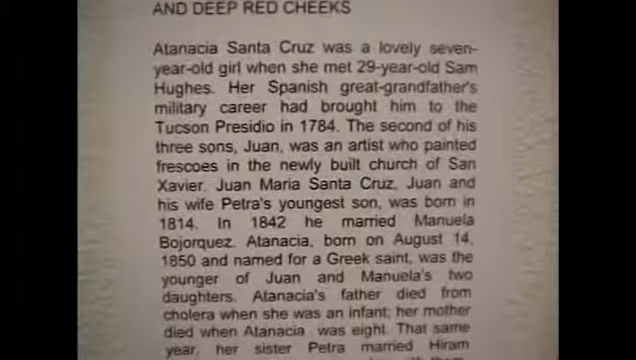 AND DEEP RED CHEEKS
Atanacia Santa Cruz was a lovely seven-
year-old girl when she met 29-year-old Sam
Hughes. Her Spanish great-grandfather's
military career had brought him to the
Tucson Presidio in 1784. The second of his
three sons, Juan, was an artist who painted
frescoes in the newly built church of San
Xavier. Juan Maria Santa Cruz, Juan and
his wife Petra's youngest son, was born in
1814. In 1842 he married Manuela
Bojorquez. Atanacia, born on August 14,
1850 and named for a Greek saint, was the
younger of Juan and Manuela's two
daughters. Atanacia's father died from
cholera when she was an infant; her mother
died when Atanacia was eight. That same
year, her sister Petra married Hiram